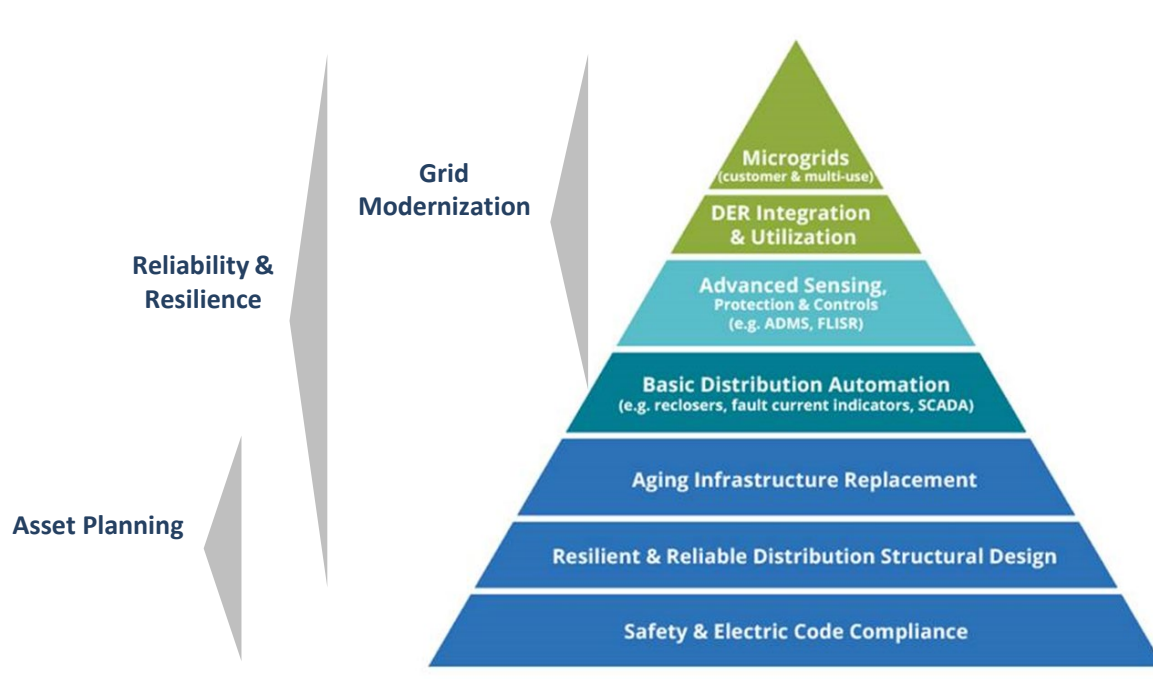 Grid
Modernization
Reliability &
Resilience
Asset Planning
Microgrids
(customer & multi-use)
DER Integration
& Utilization
Advanced Sensing,
Protection & Controls
(e.g. ADMS, FLISR)
Basic Distribution Automation
(e.g. reclosers, fault current indicators, SCADA)
Aging Infrastructure Replacement
Resilient & Reliable Distribution Structural Design
Safety & Electric Code Compliance